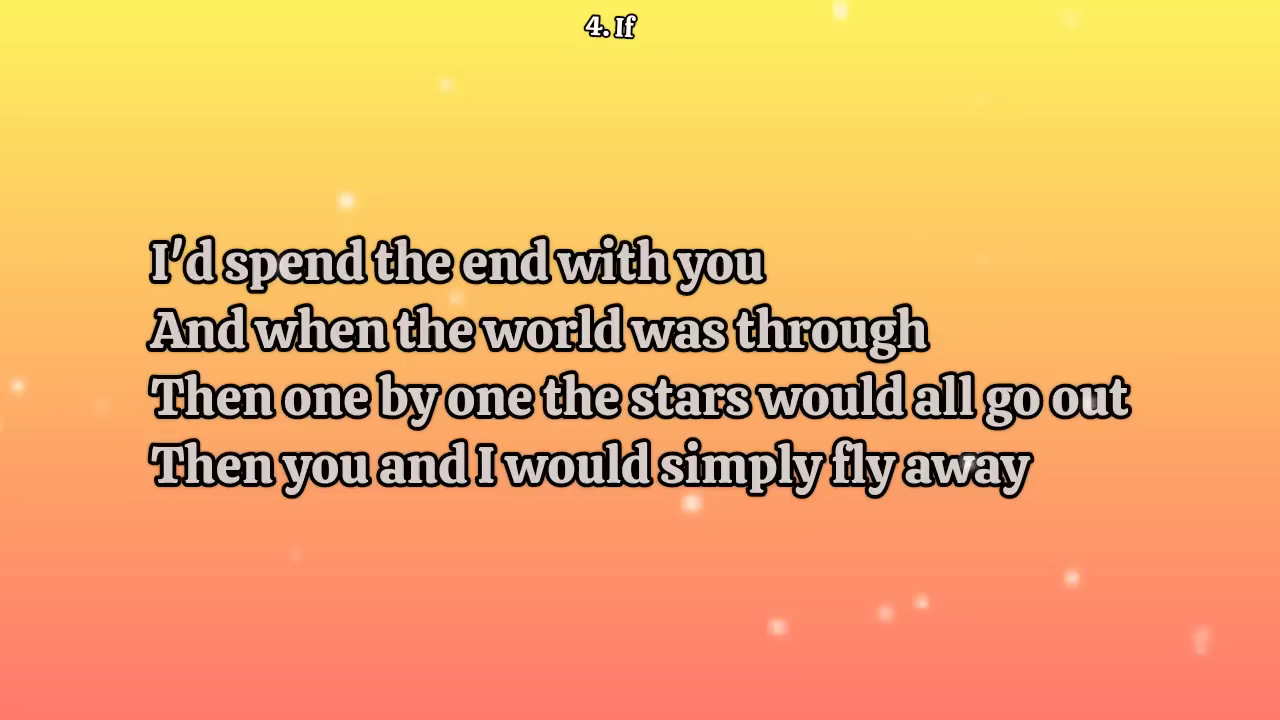 4. If
I'd spend the end with you
And when the world was through
Then one by one the stars would all go out
Then you and I would simply fly away